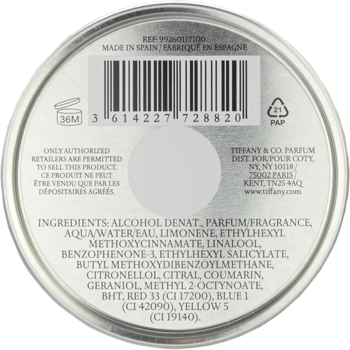 REF: 99260117100
MADE IN SPAIN / FABRIQUÉ EN ESPAGNE
3 614227 728820
36M
21
PAP
ONLY AUTHORIZED
RETAILERS ARE PERMITTED
TO SELL THIS PRODUCT.
CE PRODUIT NE PEUT
ÊTRE VENDU QUE PAR LES
DÉPOSITAIRES AGRÉÉS.
TIFFANY & CO. PARFUM
DIST. FOR/POUR COTY,
NY, NY 10118 /
75002 PARIS /
KENT, TN25 4AQ
www.tiffany.com
INGREDIENTS: ALCOHOL DENAT., PARFUM/FRAGRANCE,
AQUA/WATER/EAU, LIMONENE, ETHYLHEXYL
METHOXYCINNAMATE, LINALOOL,
BENZOPHENONE-3, ETHYLHEXYL SALICYLATE,
BUTYL METHOXYDIBENZOYLMETHANE,
CITRONELLOL, CITRAL, COUMARIN,
GERANIOL, METHYL 2-OCTYNOATE,
BHT, RED 33 (CI 17200), BLUE 1
(CI 42090), YELLOW 5
(CI 19140).